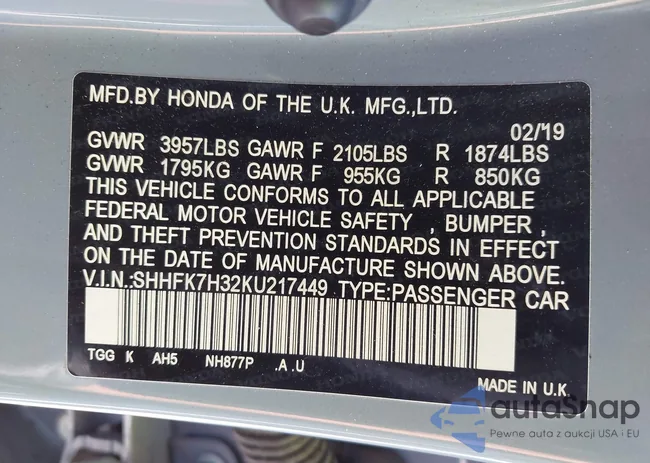 MFD.BY HONDA OF THE U.K. MFG.,LTD.
02/'19
GVWR 3957LBS GAWR F 2105LBS R 1874LBS
GVWR 1795KG GAWR F 955KG R 850KG
THIS VEHICLE CONFORMS TO ALL APPLICABLE
FEDERAL MOTOR VEHICLE SAFETY , BUMPER ,
AND THEFT PREVENTION STANDARDS IN EFFECT
ON THE DATE OF MANUFACTURE SHOWN ABOVE.
V.I.N.:SHHFK7H32KU217449 TYPE:PASSENGER CAR
TGG K AH5 NH877P .A .U
MADE IN U.K.
autoSnap
Pewne auta z aukcji USA i EU